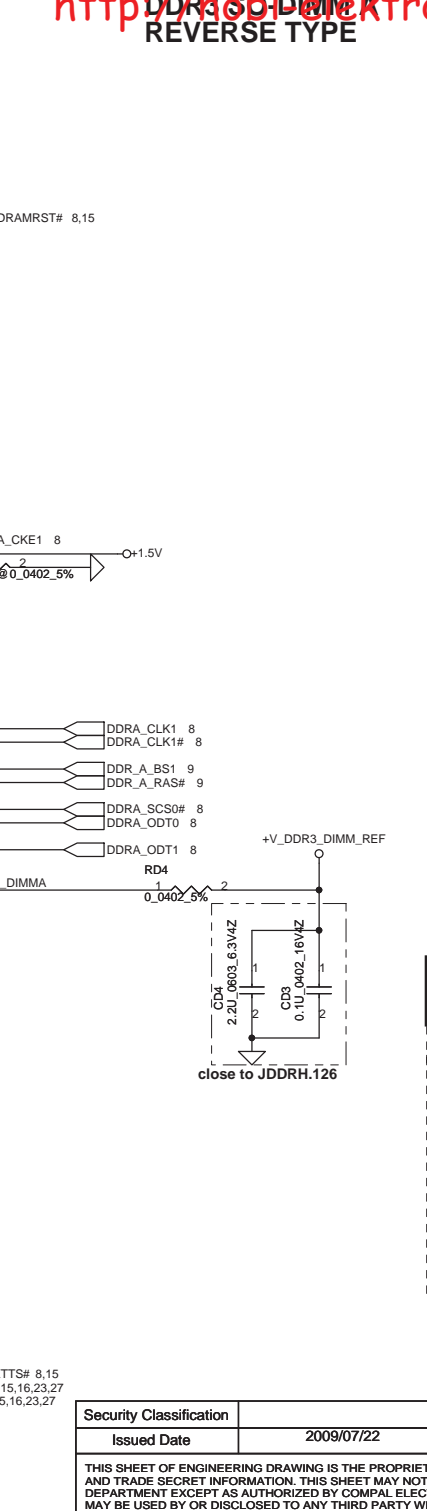 DDR3 SO-DIMM A
REVERSE TYPE
DRAMRST# 8,15
A_CKE1 8
+1.5V
2
@0_0402_5%
DDRA_CLK1 8
DDRA_CLK1# 8
DDR_A_BS1 9
DDR_A_RAS# 9
DDRA_SCS0# 8
DDRA_ODT0 8
DDRA_ODT1 8
+V_DDR3_DIMM_REF
RD4
_DIMMA
1 2
0_0402_5%
CD4
2.2U_0603_6.3V4Z
1
2
CD3
0.1U_0402_16V4Z
1
2
close to JDDRH.126
TTS# 8,15
15,16,23,27
5,16,23,27
Security Classification
Issued Date 2009/07/22
THIS SHEET OF ENGINEERING DRAWING IS THE PROPRIET
AND TRADE SECRET INFORMATION. THIS SHEET MAY NOT
DEPARTMENT EXCEPT AS AUTHORIZED BY COMPAL ELEC
MAY BE USED BY OR DISCLOSED TO ANY THIRD PARTY W